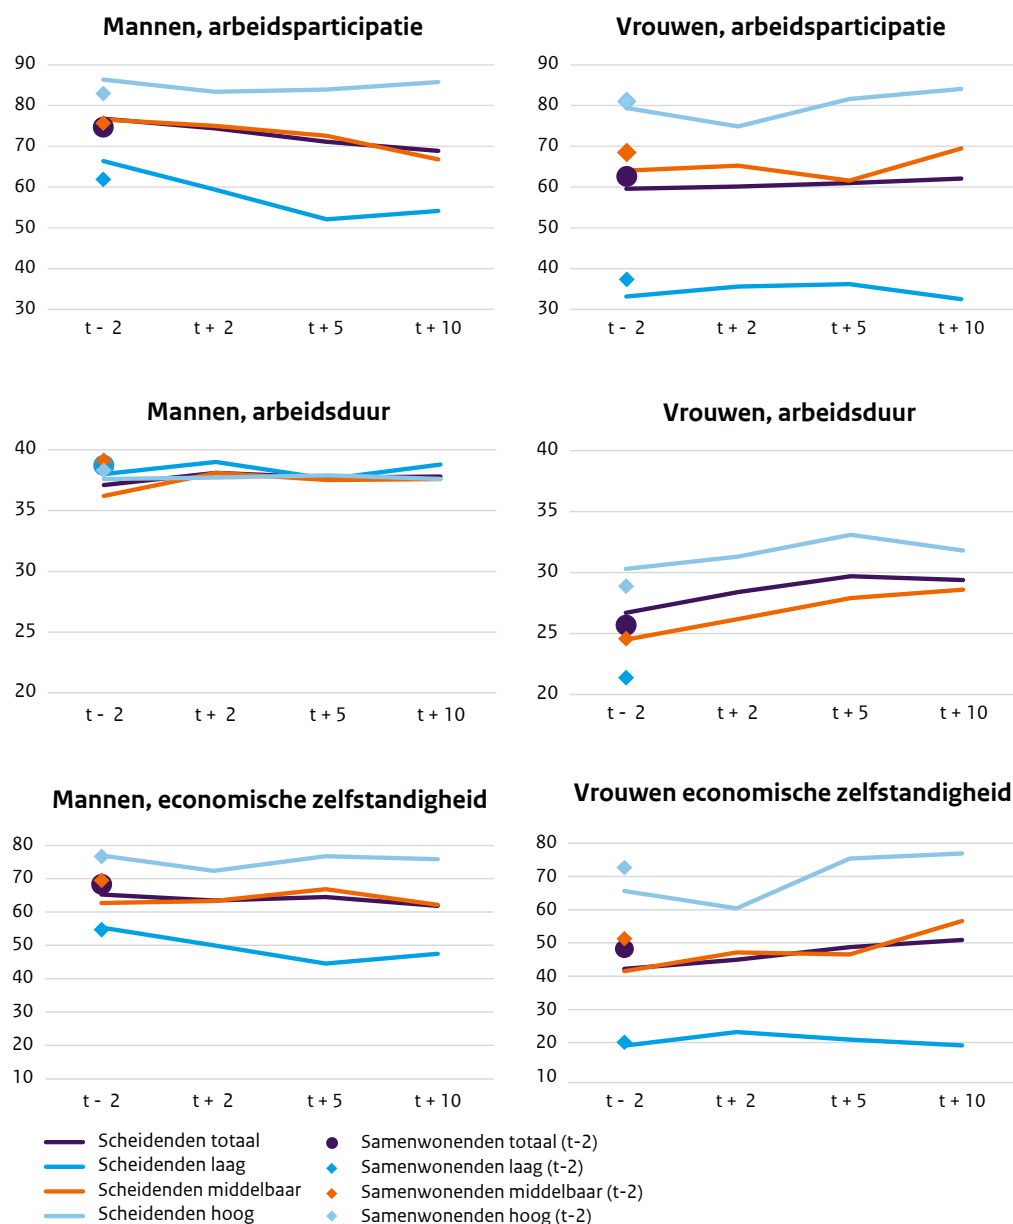 Mannen, arbeidsparticipatie
90
80
70
60
50
40
30
t - 2 t + 2 t + 5 t + 10
Vrouwen, arbeidsparticipatie
90
80
70
60
50
40
30
t - 2 t + 2 t + 5 t + 10
Mannen, arbeidsduur
40
35
30
25
20
t - 2 t + 2 t + 5 t + 10
Vrouwen, arbeidsduur
40
35
30
25
20
t - 2 t + 2 t + 5 t + 10
Mannen, economische zelfstandigheid
80
70
60
50
40
30
20
10
t - 2 t + 2 t + 5 t + 10
Vrouwen economische zelfstandigheid
80
70
60
50
40
30
20
10
t - 2 t + 2 t + 5 t + 10
Scheidenden totaal
Scheidenden laag
Scheidenden middelbaar
Scheidenden hoog
Samenwonenden totaal (t-2)
Samenwonenden laag (t-2)
Samenwonenden middelbaar (t-2)
Samenwonenden hoog (t-2)